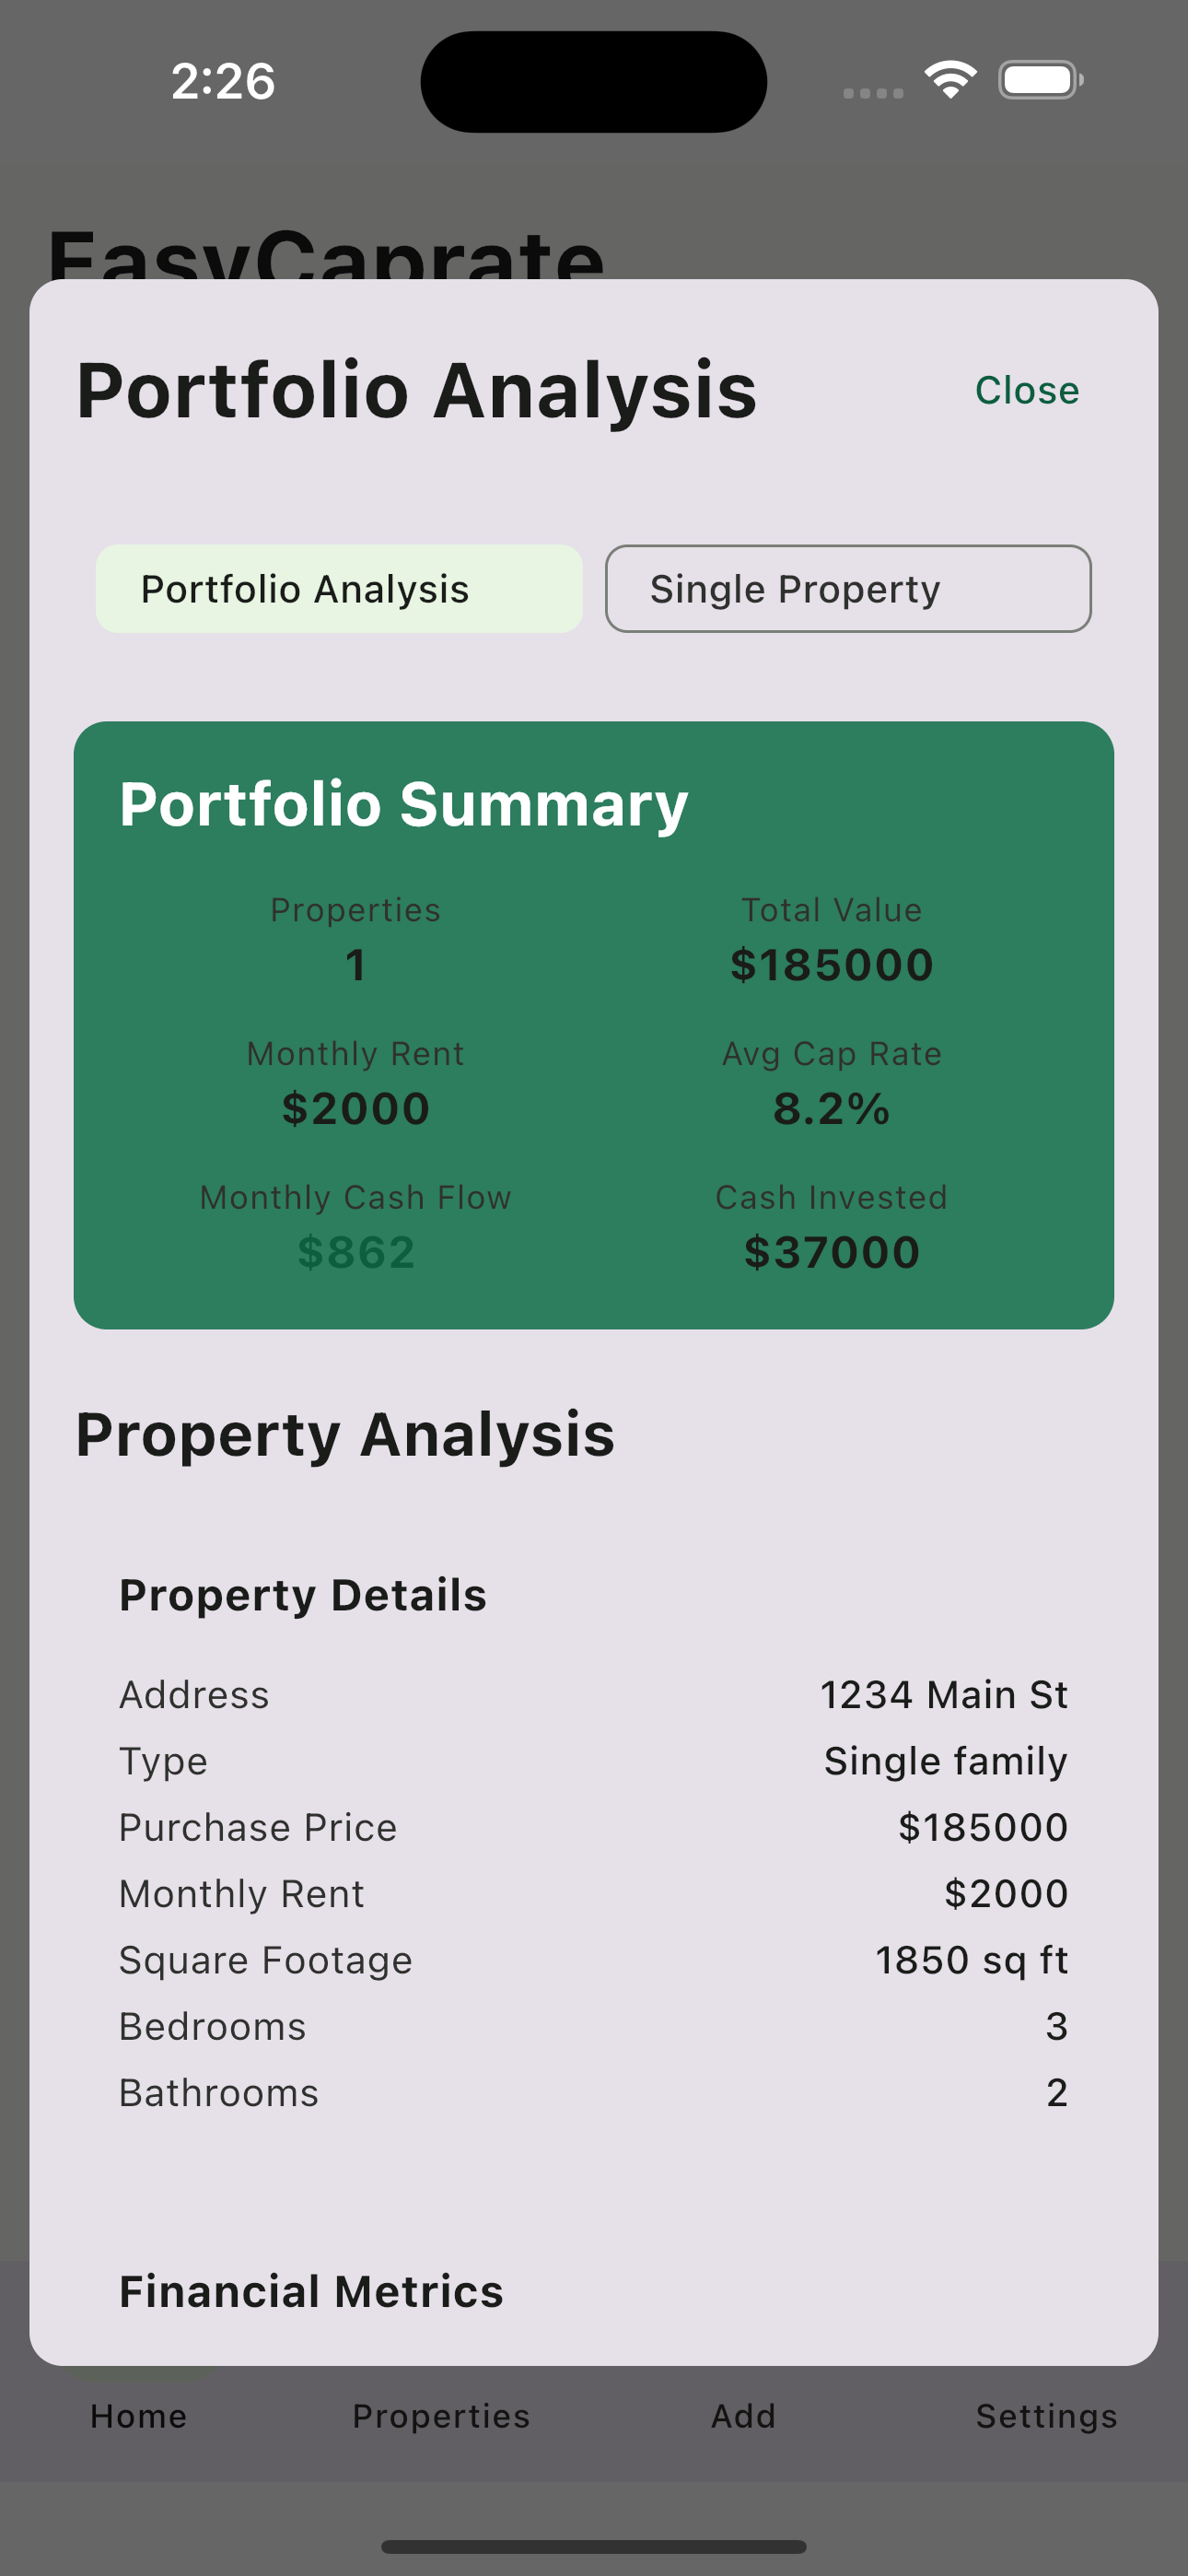 2:26
EasyCaprate
Portfolio Analysis Close
Portfolio Analysis Single Property
Portfolio Summary
Properties Total Value
1 $185000
Monthly Rent Avg Cap Rate
$2000 8.2%
Monthly Cash Flow Cash Invested
$862 $37000
Property Analysis
Property Details
Address 1234 Main St
Type Single family
Purchase Price $185000
Monthly Rent $2000
Square Footage 1850 sq ft
Bedrooms 3
Bathrooms 2
Financial Metrics
Home Properties Add Settings